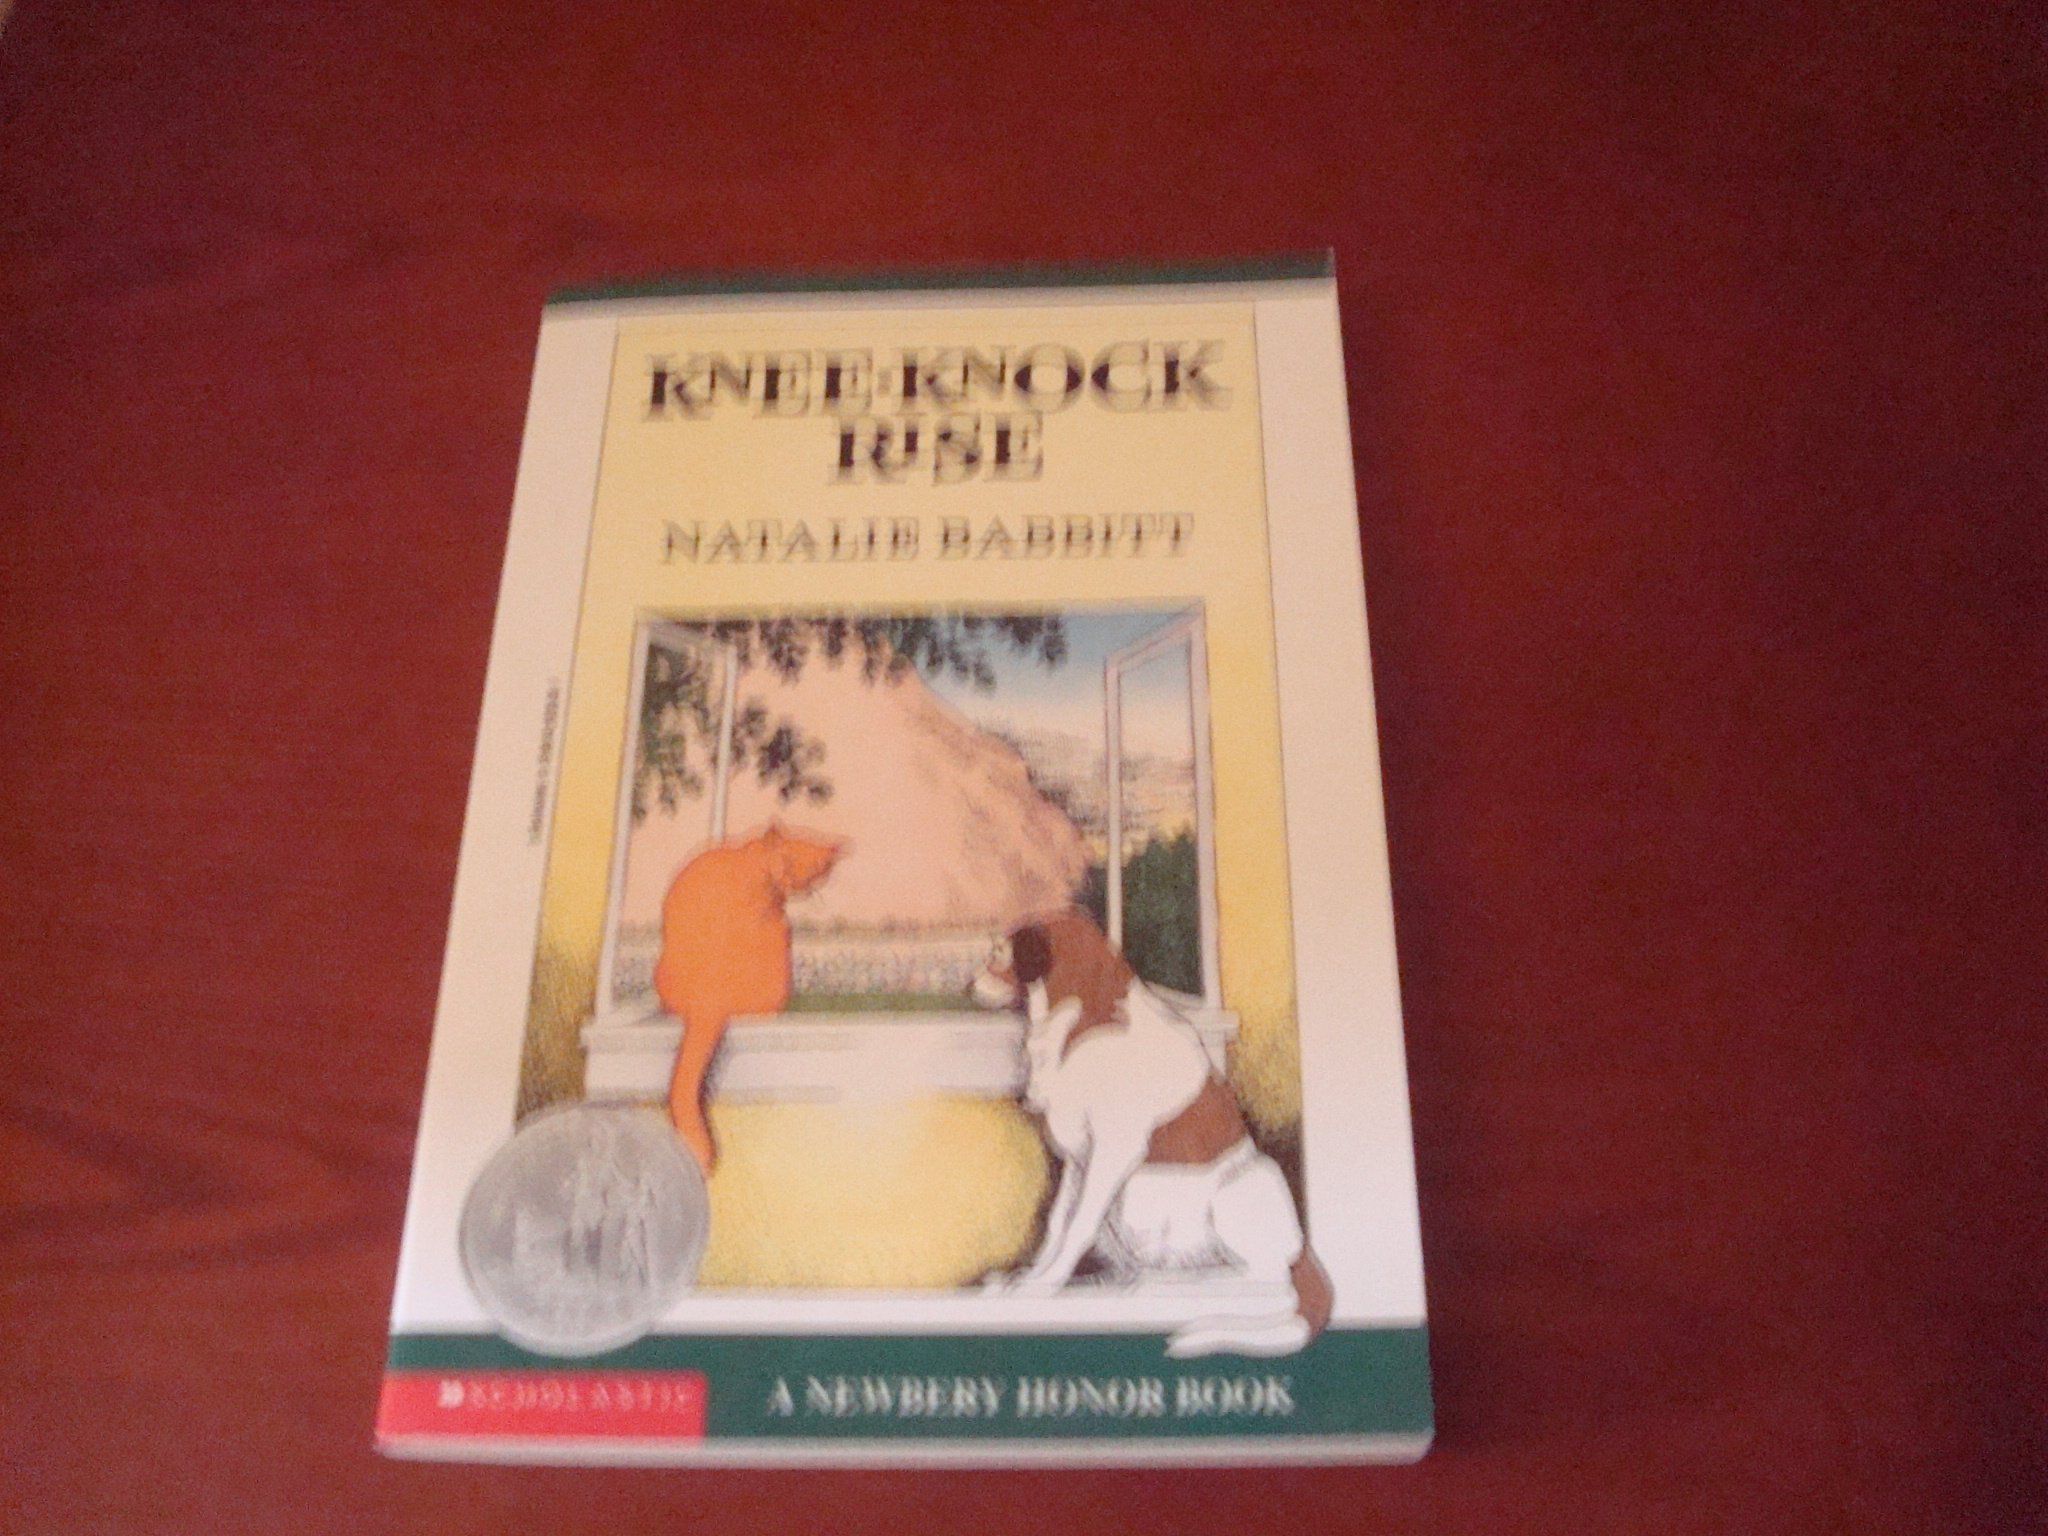 KNEE-KNOCK
RISE
NATALIE BABBITT
SCHOLASTIC
A NEWBERY HONOR BOOK